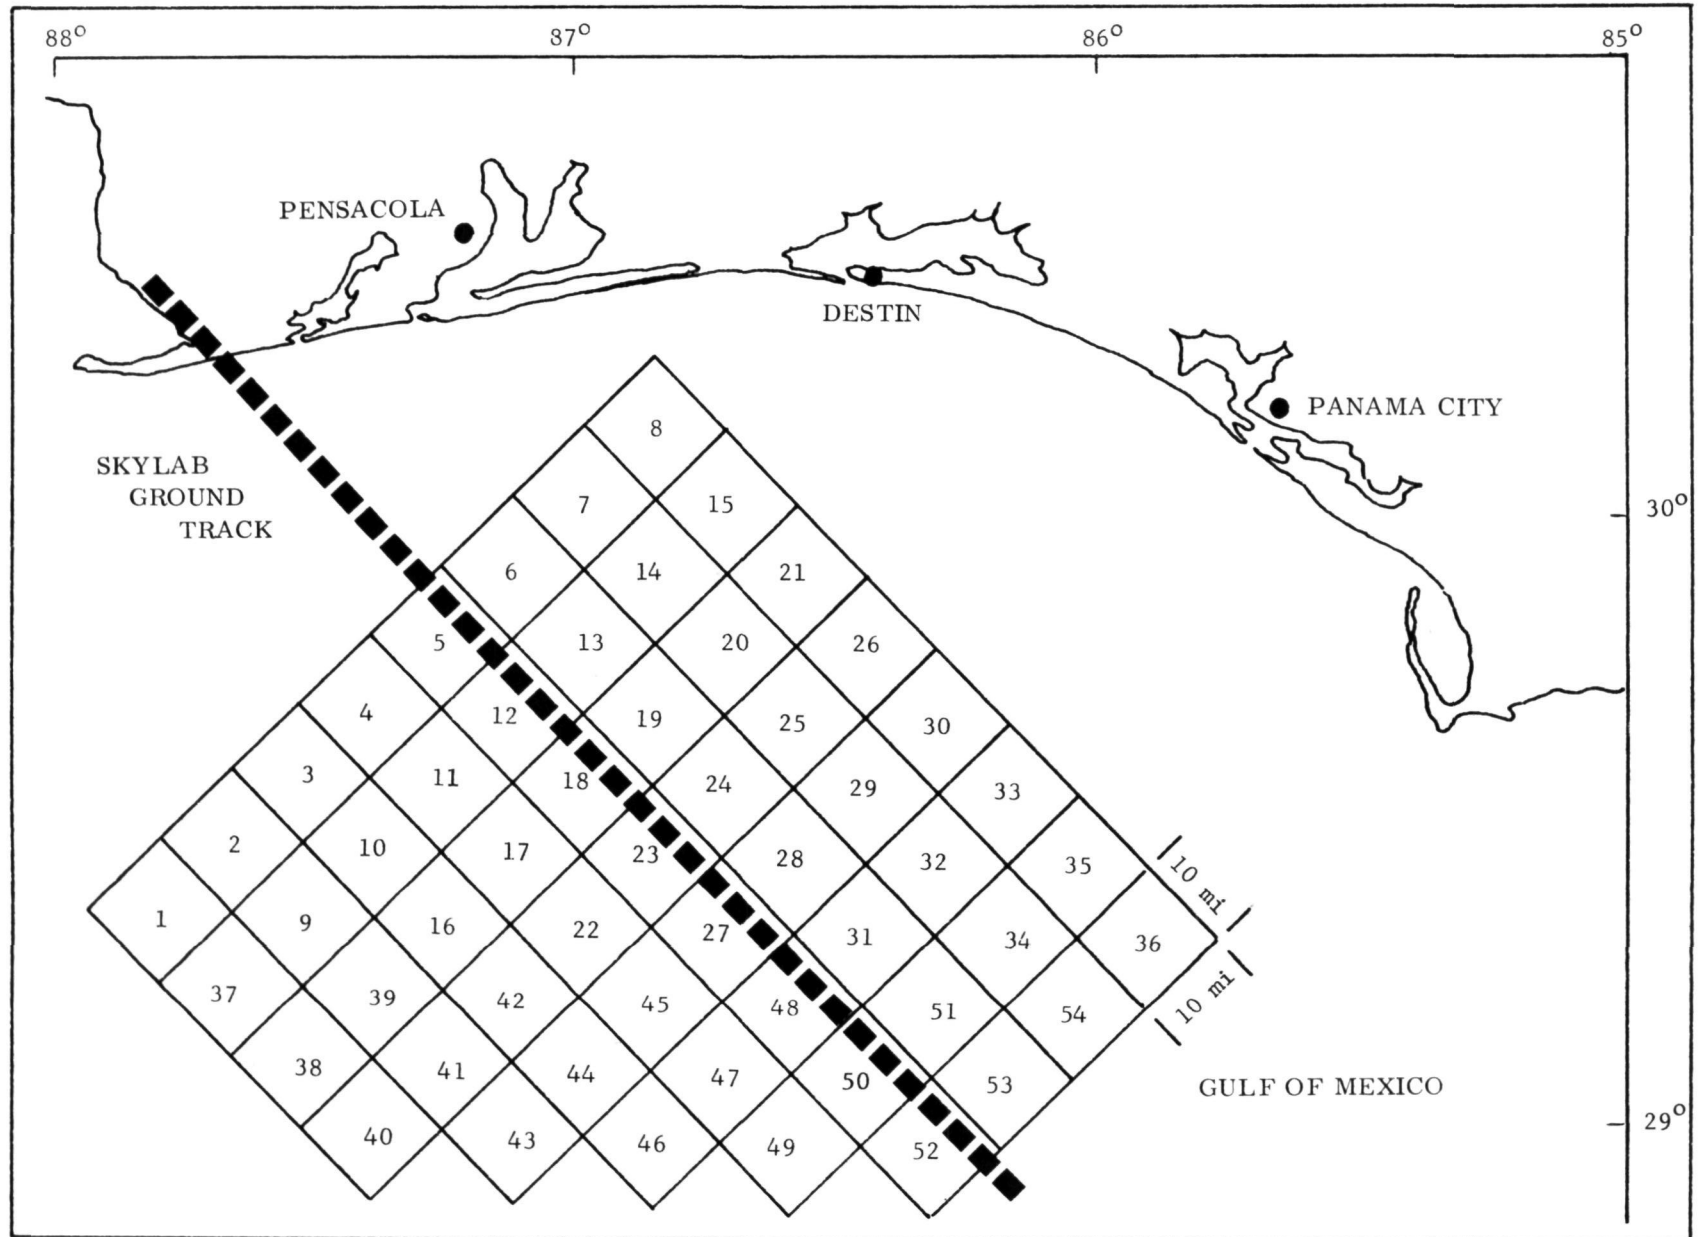 88° 87° 86° 85°
PENSACOLA
DESTIN
PANAMA CITY
SKYLAB
GROUND
TRACK
30°
8
7 15
6 14 21
5 13 20 26
4 12 19 25 30
3 11 18 24 29 33
2 10 17 23 28 32 35
10 mi
1 9 16 22 27 31 34 36
37 39 42 45 48 51 54
10 mi
38 41 44 47 50 53
GULF OF MEXICO
29°
40 43 46 49 52